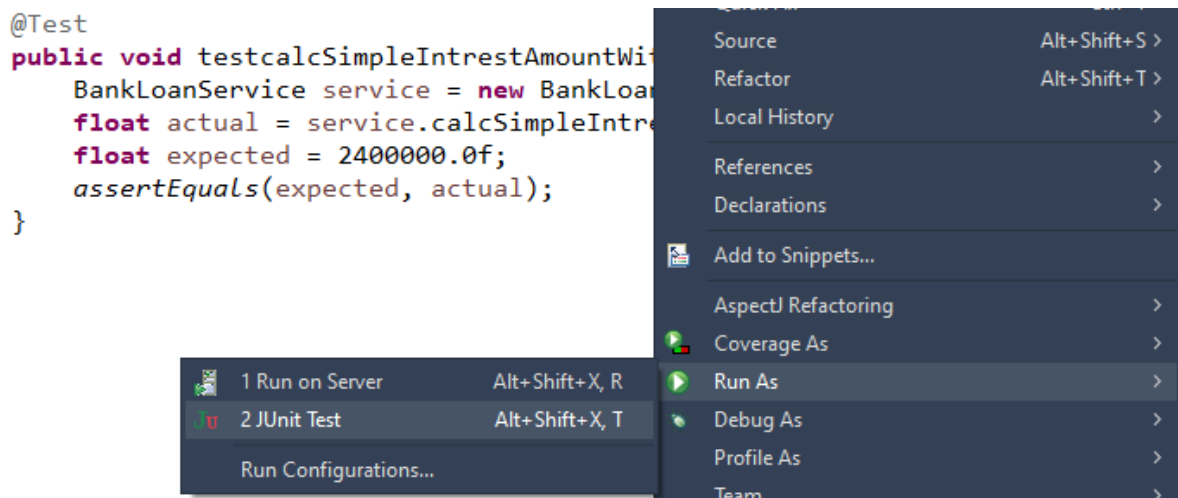 @Test
public void testcalcSimpleIntrestAmountWi
BankLoanService service = new BankLoa
float actual = service.calcSimpleIntre
float expected = 2400000.0f;
assertEquals(expected, actual);
}
Source Alt+Shift+S >
Refactor Alt+Shift+T >
Local History >
References >
Declarations >
Add to Snippets...
AspectJ Refactoring >
Coverage As >
Run As >
Debug As >
Profile As >
Team >
1 Run on Server Alt+Shift+X, R
2 JUnit Test Alt+Shift+X, T
Run Configurations...